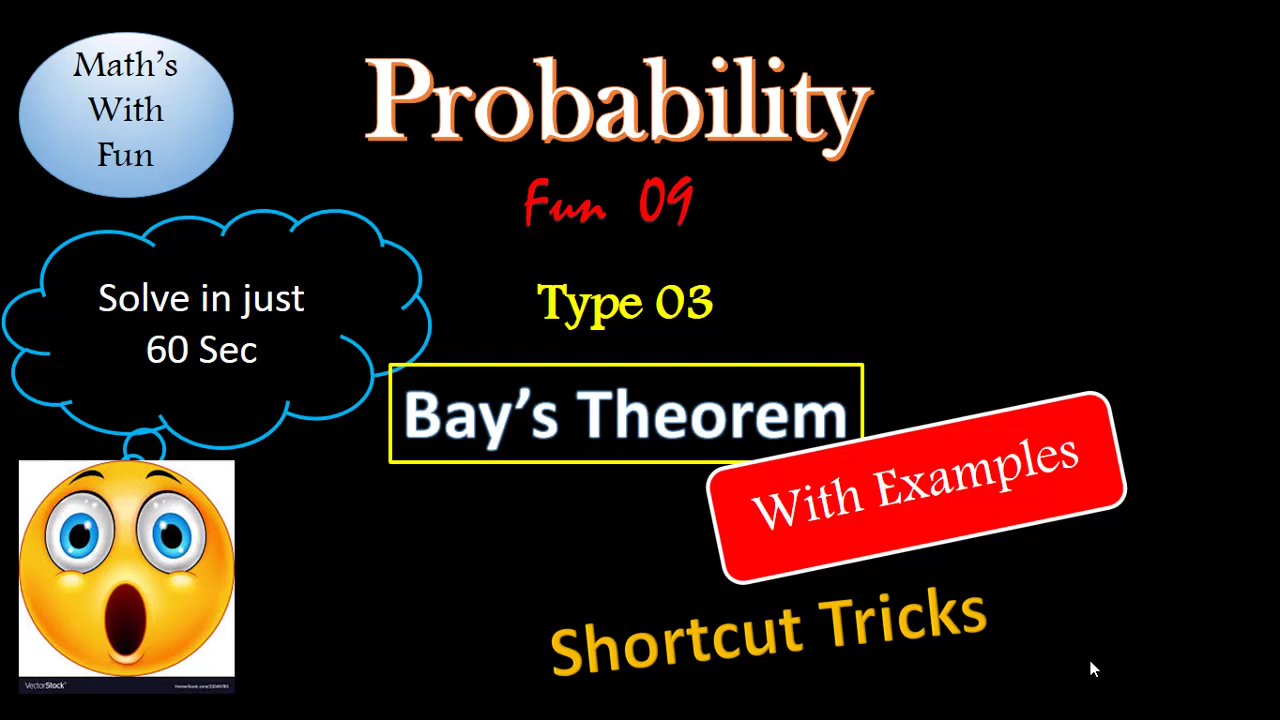 Math's
With
Fun
Probability
Fun 09
Solve in just
60 Sec
Type 03
Bay's Theorem
With Examples
Shortcut Tricks
VectorStock